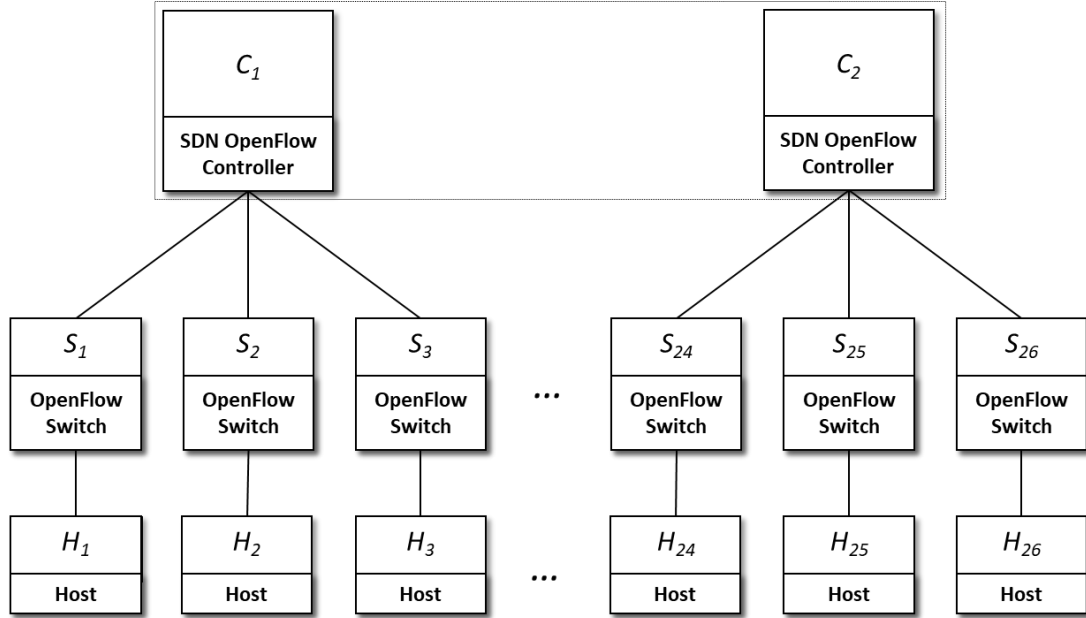 C1 C2
SDN OpenFlow
Controller
SDN OpenFlow
Controller
S1 S2 S3 S24 S25 S26
OpenFlow
Switch
OpenFlow
Switch
OpenFlow
Switch
...
OpenFlow
Switch
OpenFlow
Switch
OpenFlow
Switch
H1 H2 H3 H24 H25 H26
Host Host Host ... Host Host Host